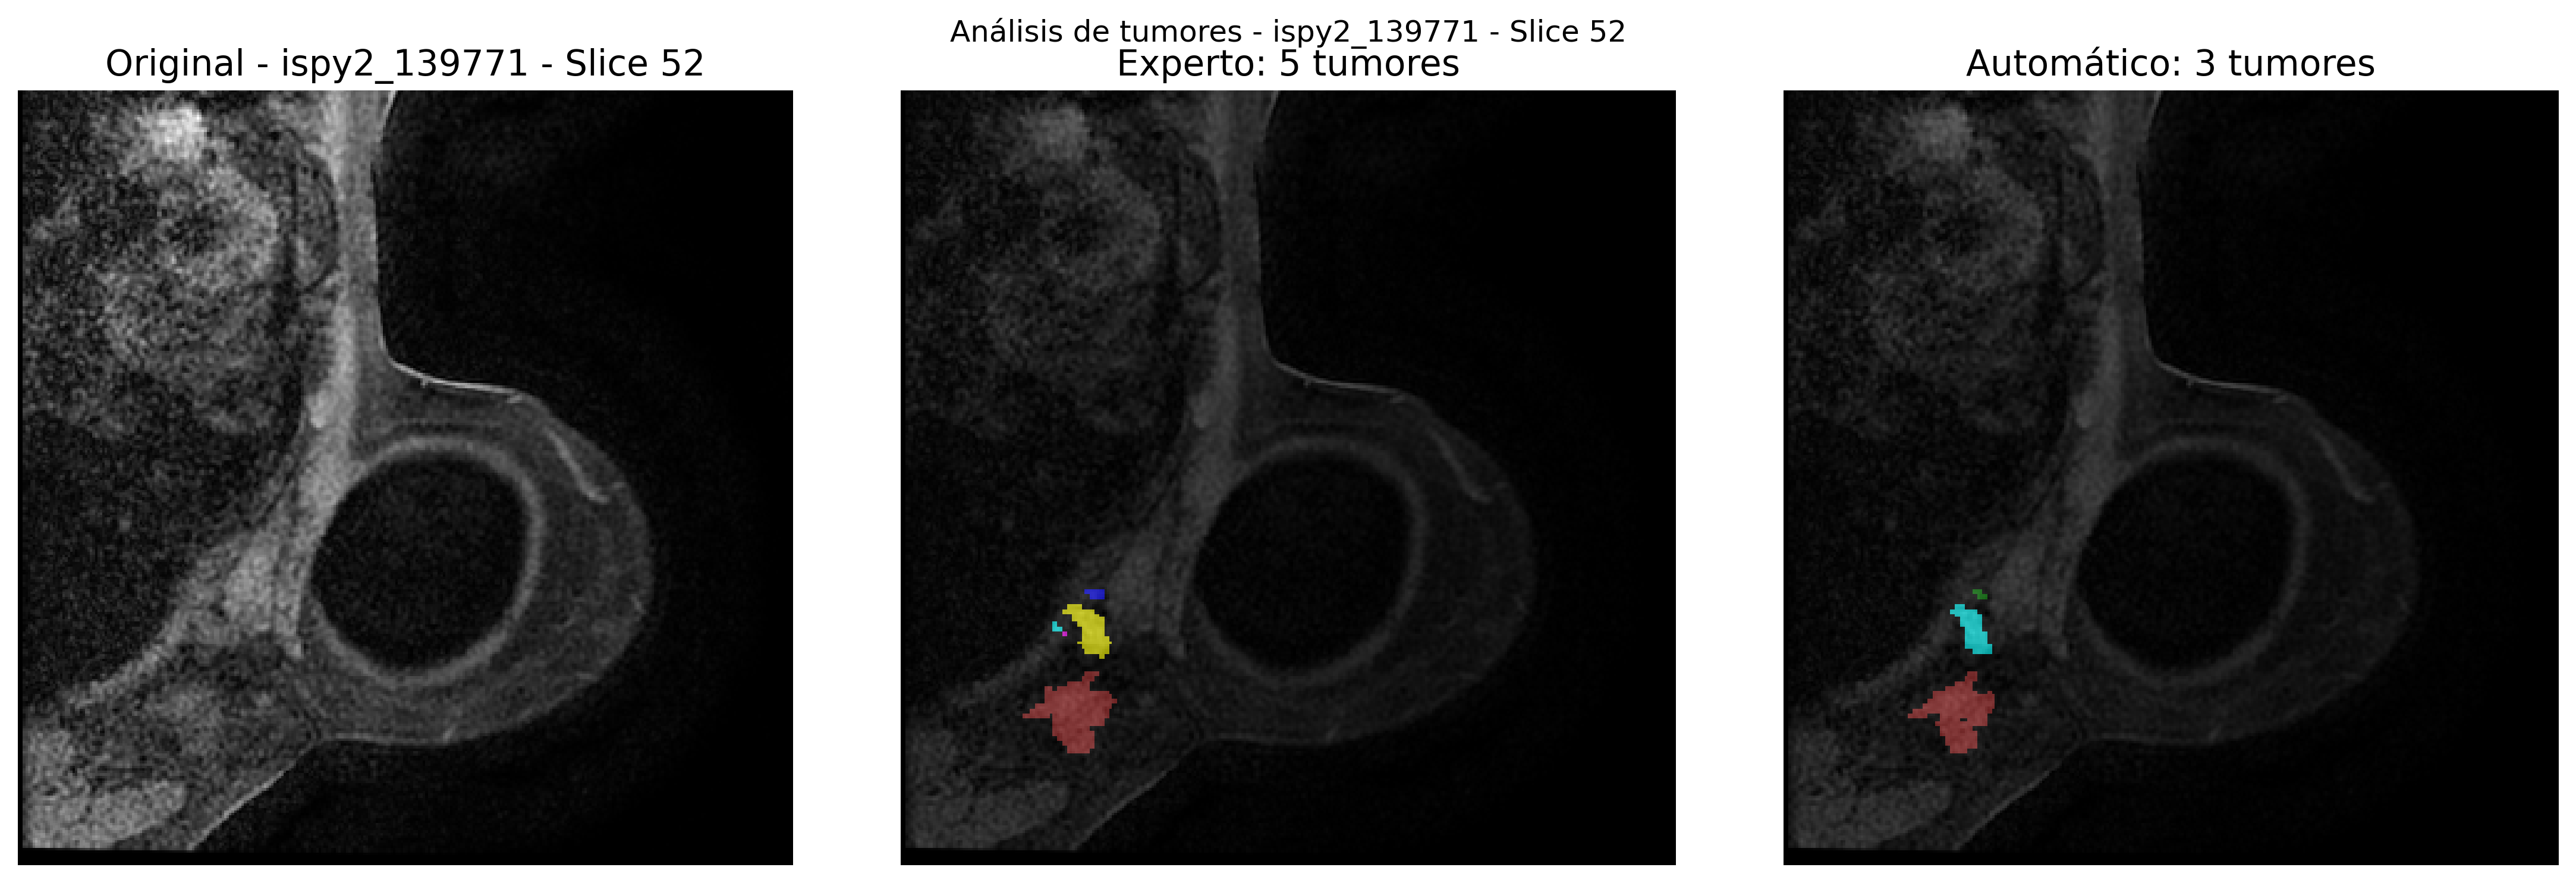 Análisis de tumores - ispy2_139771 - Slice 52
Original - ispy2_139771 - Slice 52
Experto: 5 tumores
Automático: 3 tumores